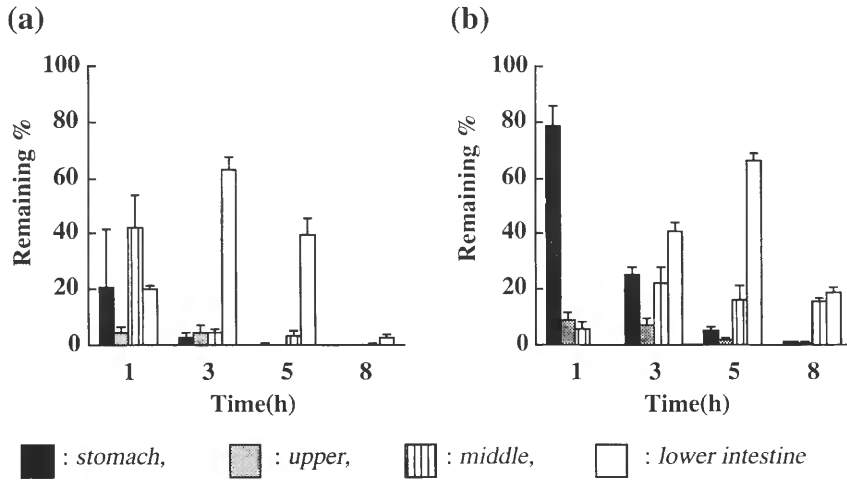 (a)
100
80
60
40
20
0
Remaining %
1 3 5 8
Time(h)
(b)
100
80
60
40
20
0
Remaining %
1 3 5 8
Time(h)
: stomach, : upper, : middle, : lower intestine